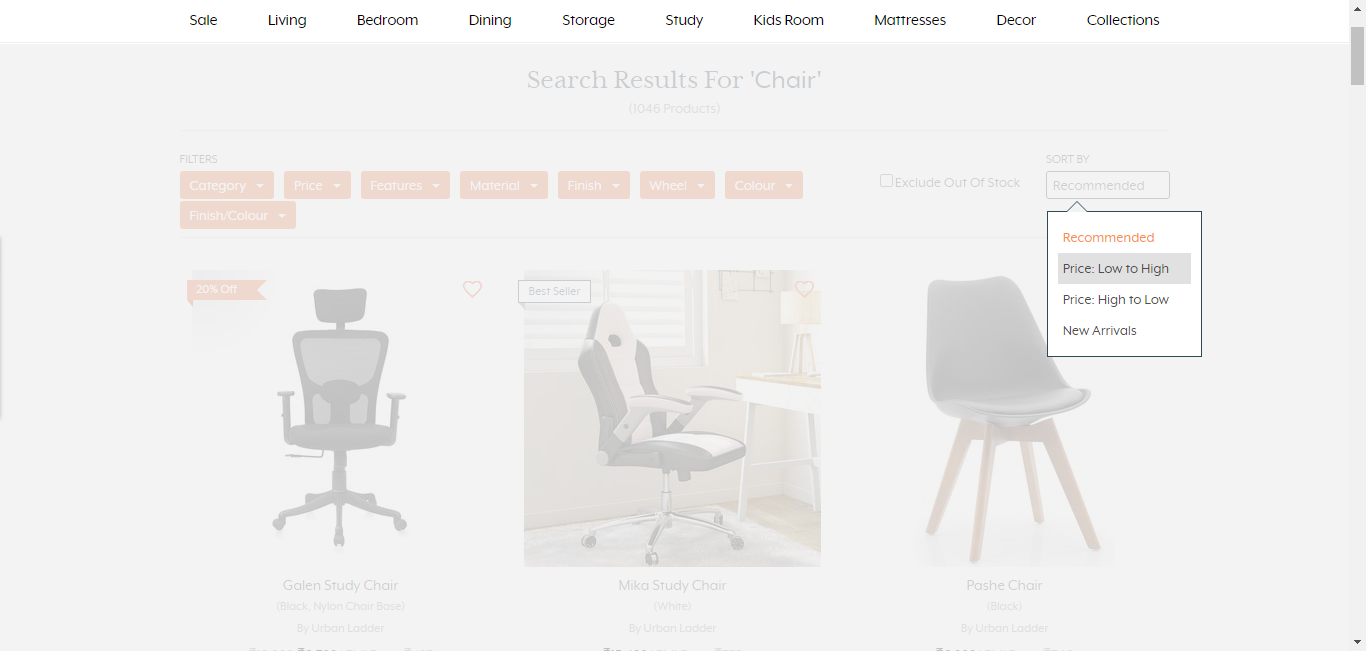 Sale Living Bedroom Dining Storage Study Kids Room Mattresses Decor Collections
Search Results For 'Chair'
(1046 Products)
FILTERS
SORT BY
Category Price Features Material Finish Wheel Colour
Exclude Out Of Stock
Recommended
Finish/Colour
Recommended
Price: Low to High
Price: High to Low
New Arrivals
20% Off
Best Seller
Galen Study Chair
(Black, Nylon Chair Base)
By Urban Ladder
Mika Study Chair
(White)
By Urban Ladder
Pashe Chair
(Black)
By Urban Ladder